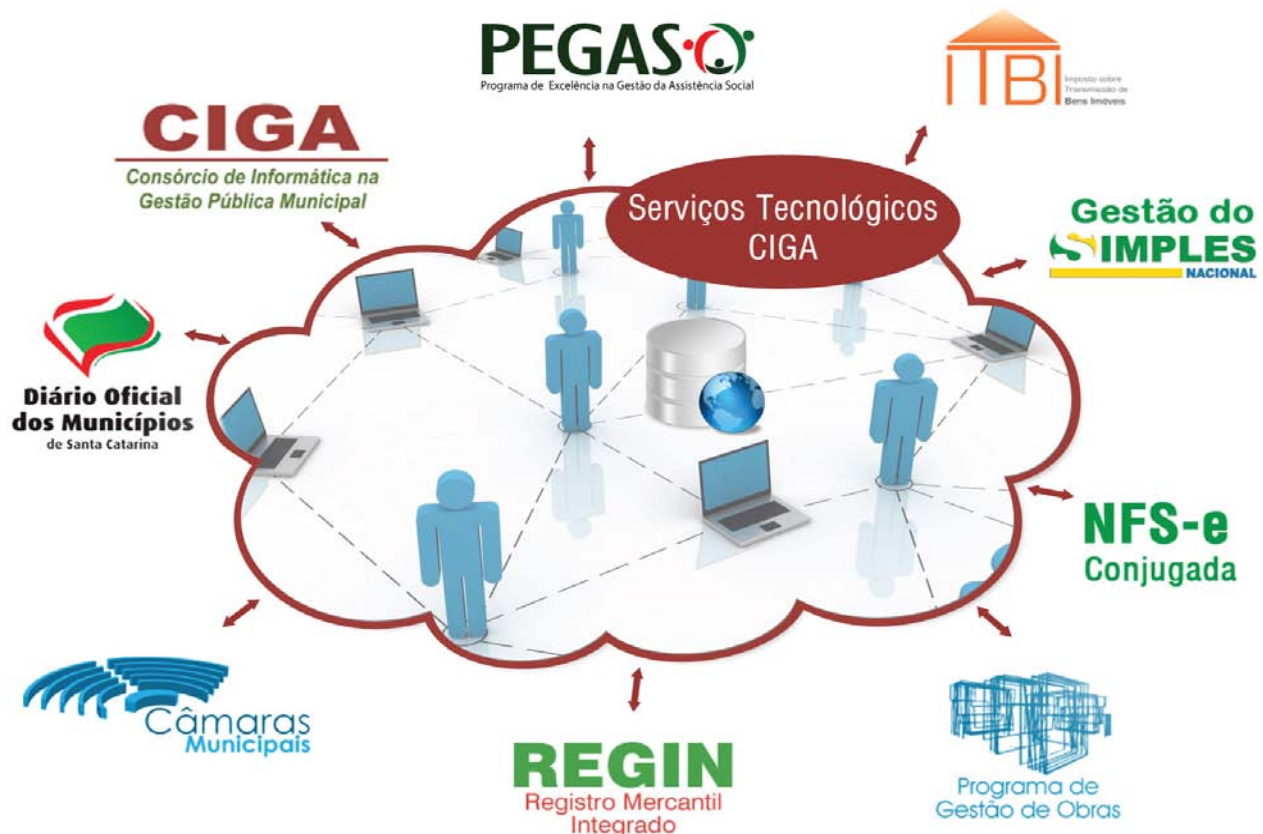 PEGASO
Programa de Excelência na Gestão da Assistência Social
ITBI
Imposto sobre
Transmissão de
Bens Imóveis
CIGA
Consórcio de Informática na
Gestão Pública Municipal
Serviços Tecnológicos
CIGA
Gestão do
SIMPLES
NACIONAL
Diário Oficial
dos Municípios
de Santa Catarina
NFS-e
Conjugada
Câmaras
Municipais
REGIN
Registro Mercantil
Integrado
Programa de
Gestão de Obras